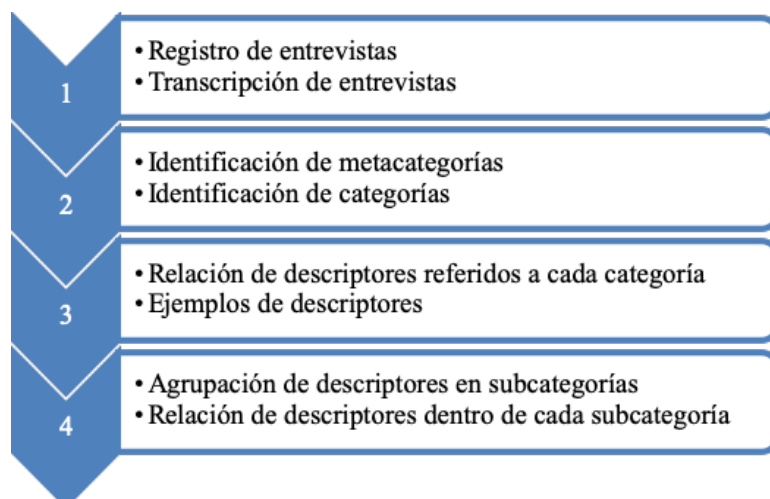 1
• Registro de entrevistas
• Transcripción de entrevistas
2
• Identificación de metacategorías
• Identificación de categorías
3
• Relación de descriptores referidos a cada categoría
• Ejemplos de descriptores
4
• Agrupación de descriptores en subcategorías
• Relación de descriptores dentro de cada subcategoría